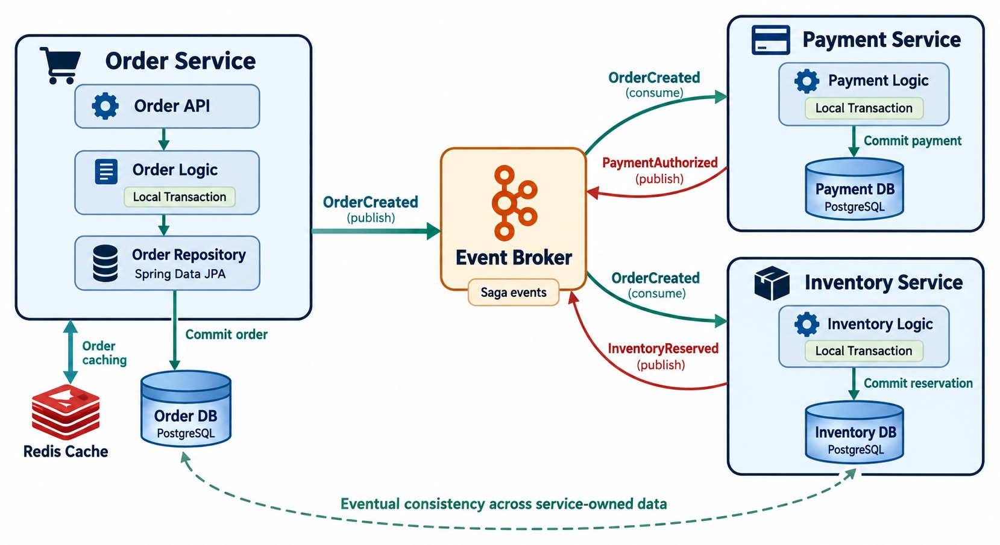 Order Service
Order API
Order Logic
Local Transaction
Order Repository
Spring Data JPA
Order
caching
Commit order
Redis Cache
Order DB
PostgreSQL
OrderCreated
(publish)
Event Broker
Saga events
OrderCreated
(consume)
PaymentAuthorized
(publish)
OrderCreated
(consume)
InventoryReserved
(publish)
Payment Service
Payment Logic
Local Transaction
Commit payment
Payment DB
PostgreSQL
Inventory Service
Inventory Logic
Local Transaction
Commit reservation
Inventory DB
PostgreSQL
Eventual consistency across service-owned data